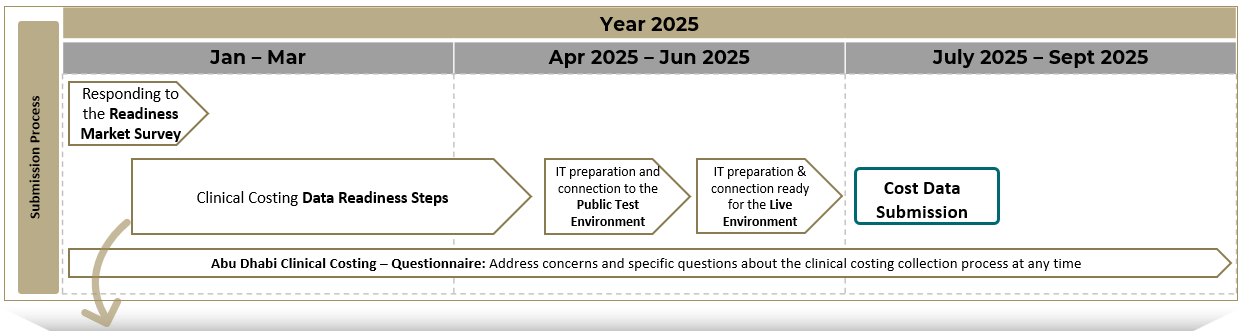 Year 2025
Jan – Mar
Apr 2025 – Jun 2025
July 2025 – Sept 2025
Submission Process
Responding to
the Readiness
Market Survey
Clinical Costing Data Readiness Steps
IT preparation and
connection to the
Public Test
Environment
IT preparation &
connection ready
for the Live
Environment
Cost Data
Submission
Abu Dhabi Clinical Costing – Questionnaire: Address concerns and specific questions about the clinical costing collection process at any time